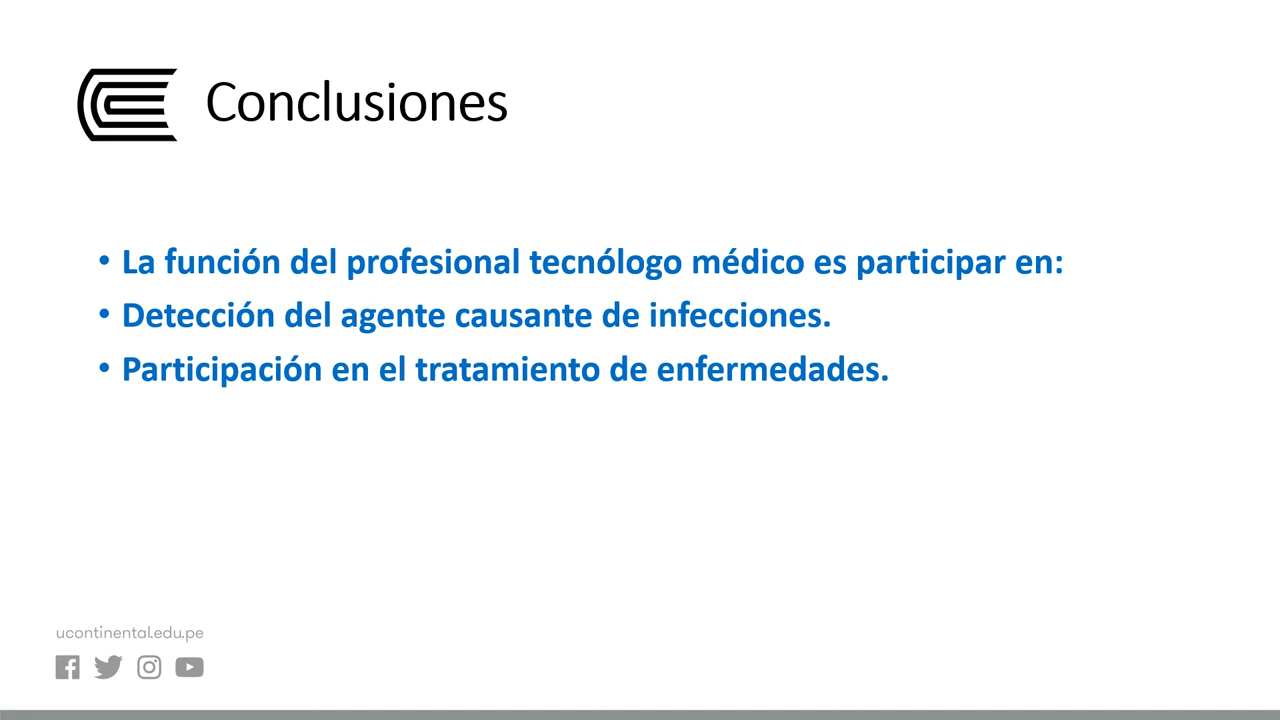 Conclusiones
• La función del profesional tecnólogo médico es participar en:
• Detección del agente causante de infecciones.
• Participación en el tratamiento de enfermedades.
ucontinental.edu.pe